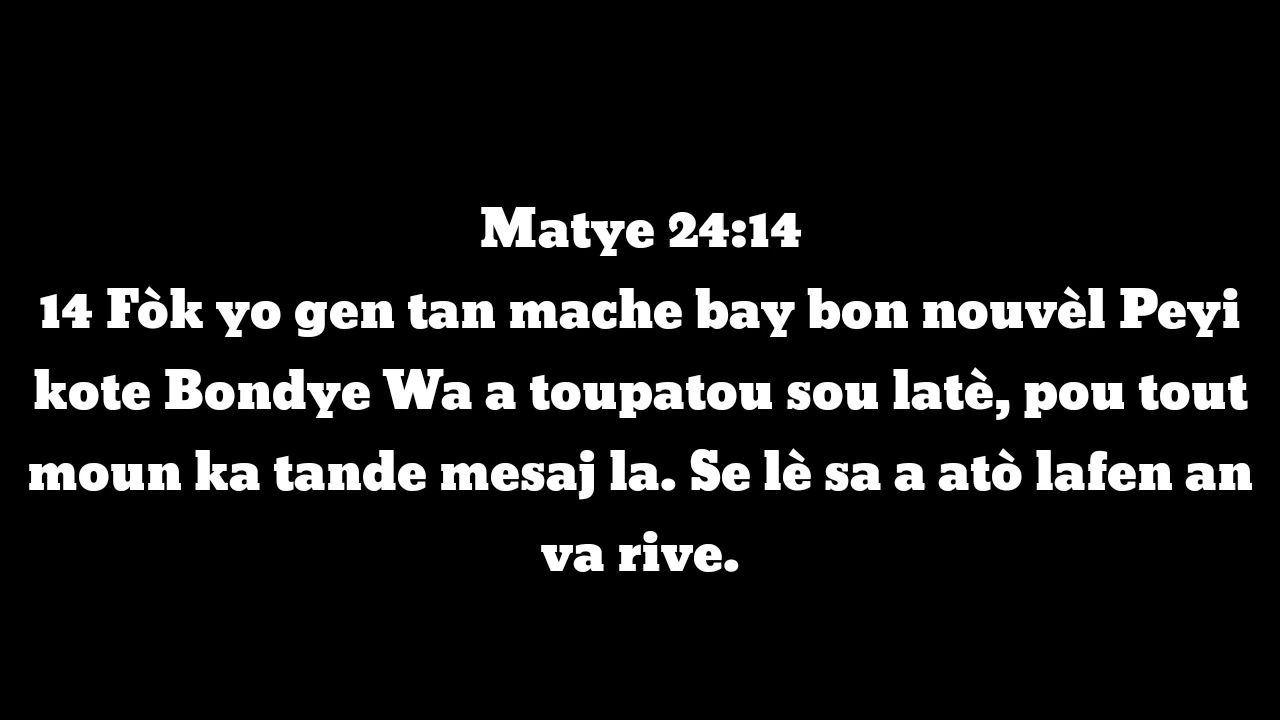 Matye 24:14
14 Fòk yo gen tan mache bay bon nouvèl Peyi
kote Bondye Wa a toupatou sou latè, pou tout
moun ka tande mesaj la. Se lè sa a atò lafen an
va rive.